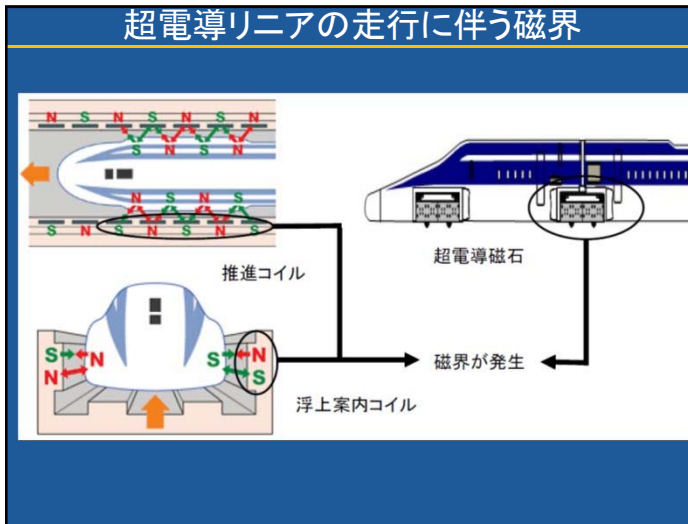 超電導リニアの走行に伴う磁界
N S N S N S N
S N S N
N S N S
S N S N S N S
推進コイル
超電導磁石
S N S N
N S
磁界が発生
浮上案内コイル